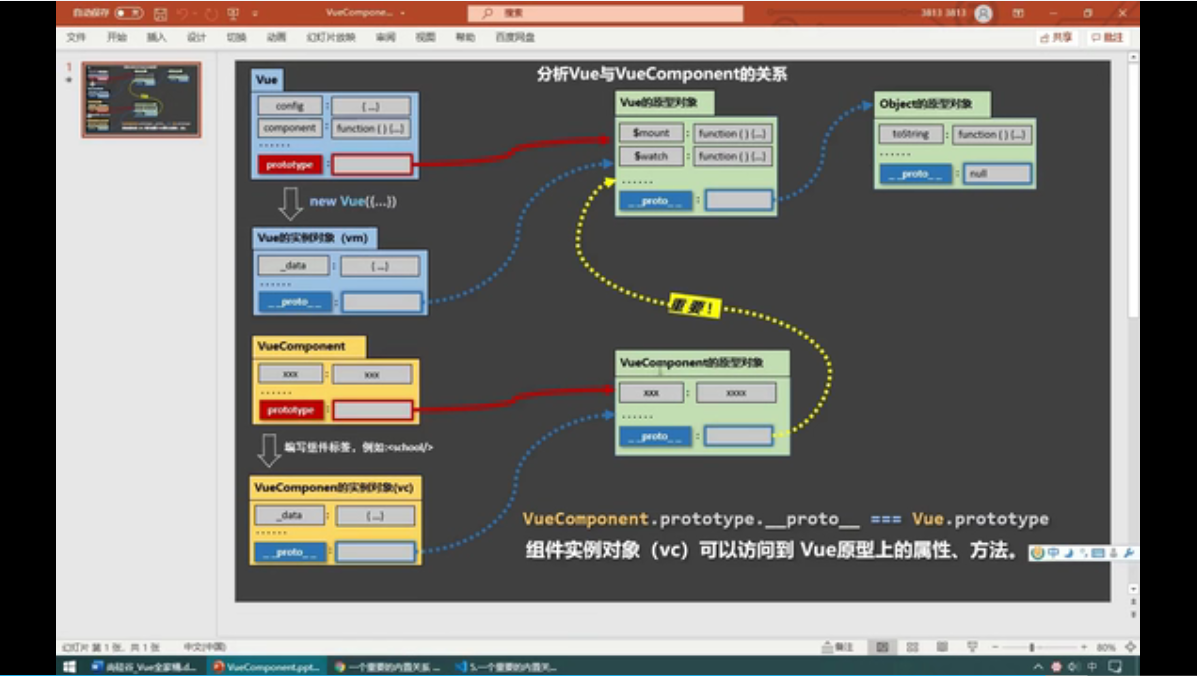 自动保存
VueCompone...
搜索
3813 3813
文件 开始 插入 设计 切换 动画 幻灯片放映 审阅 视图 帮助 百度网盘
共享 批注
1
分析Vue与VueComponent的关系
Vue
config : {...}
component : function ( ) {...}
......
prototype :
new Vue({...})
Vue的实例对象（vm）
_data : {...}
......
__proto__ :
VueComponent
xxx : xxx
......
prototype :
编写组件标签，例如:<school/>
VueComponen的实例对象(vc)
_data : {...}
......
__proto__ :
Vue的原型对象
$mount : function ( ) {...}
$watch : function ( ) {...}
......
__proto__ :
Object的原型对象
toString : function ( ) {...}
......
__proto__ : null
重要！
VueComponent的原型对象
xxx : xxxx
......
__proto__ :
VueComponent.prototype.__proto__ === Vue.prototype
组件实例对象（vc）可以访问到 Vue原型上的属性、方法。
中
幻灯片 第 1 张，共 1 张 中文(中国)
备注
80%
尚硅谷_Vue全家桶.d...
VueComponent.ppt...
一个重要的内置关系...
5.一个重要的内置关...
中